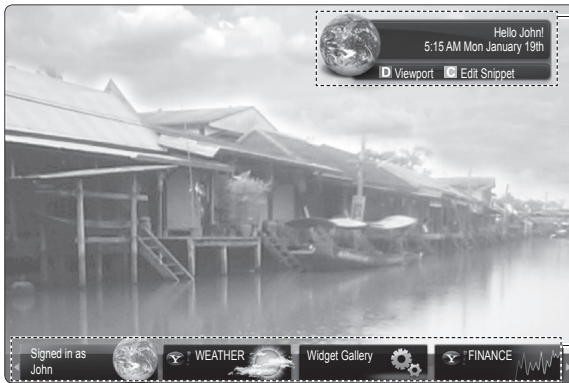 Hello John!
5:15 AM Mon January 19th
D Viewport C Edit Snippet
Signed in as
John
Y! WEATHER
Widget Gallery
Y! FINANCE